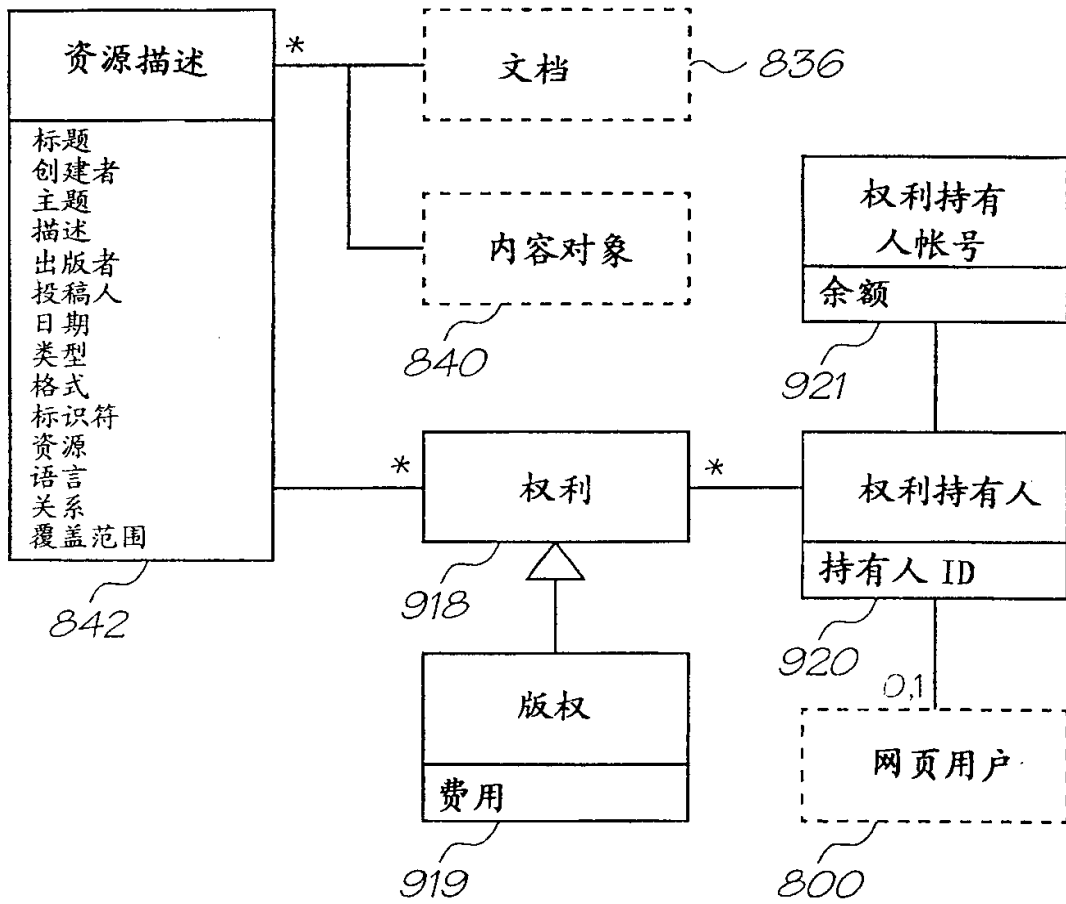 资源描述
*
标题
创建者
主题
描述
出版者
投稿人
日期
类型
格式
标识符
资源
语言
关系
覆盖范围
842
文档
836
内容对象
840
权利持有
人帐号
余额
921
*
权利
918
*
权利持有人
持有人 ID
920
0,1
版权
费用
919
网页用户
800